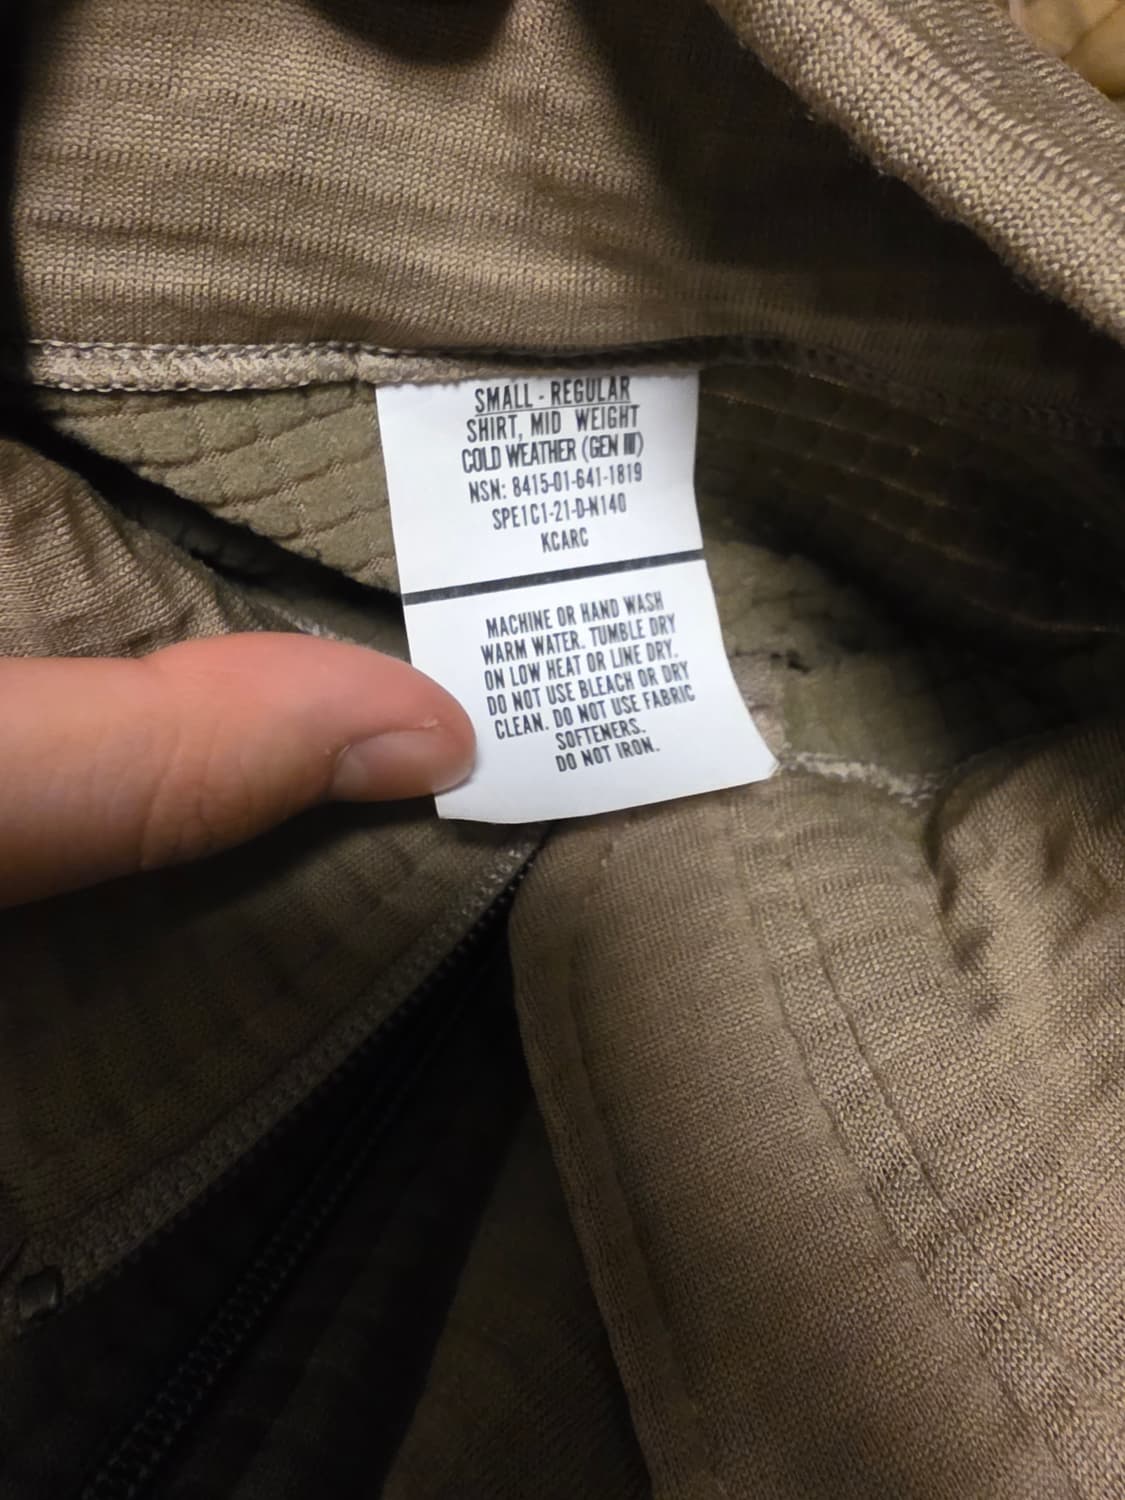 SMALL - REGULAR
SHIRT, MID WEIGHT
COLD WEATHER (GEN III)
NSN: 8415-01-641-1819
SPE1C1-21-D-N140
KCARC
MACHINE OR HAND WASH
WARM WATER. TUMBLE DRY
ON LOW HEAT OR LINE DRY.
DO NOT USE BLEACH OR DRY
CLEAN. DO NOT USE FABRIC
SOFTENERS.
DO NOT IRON.